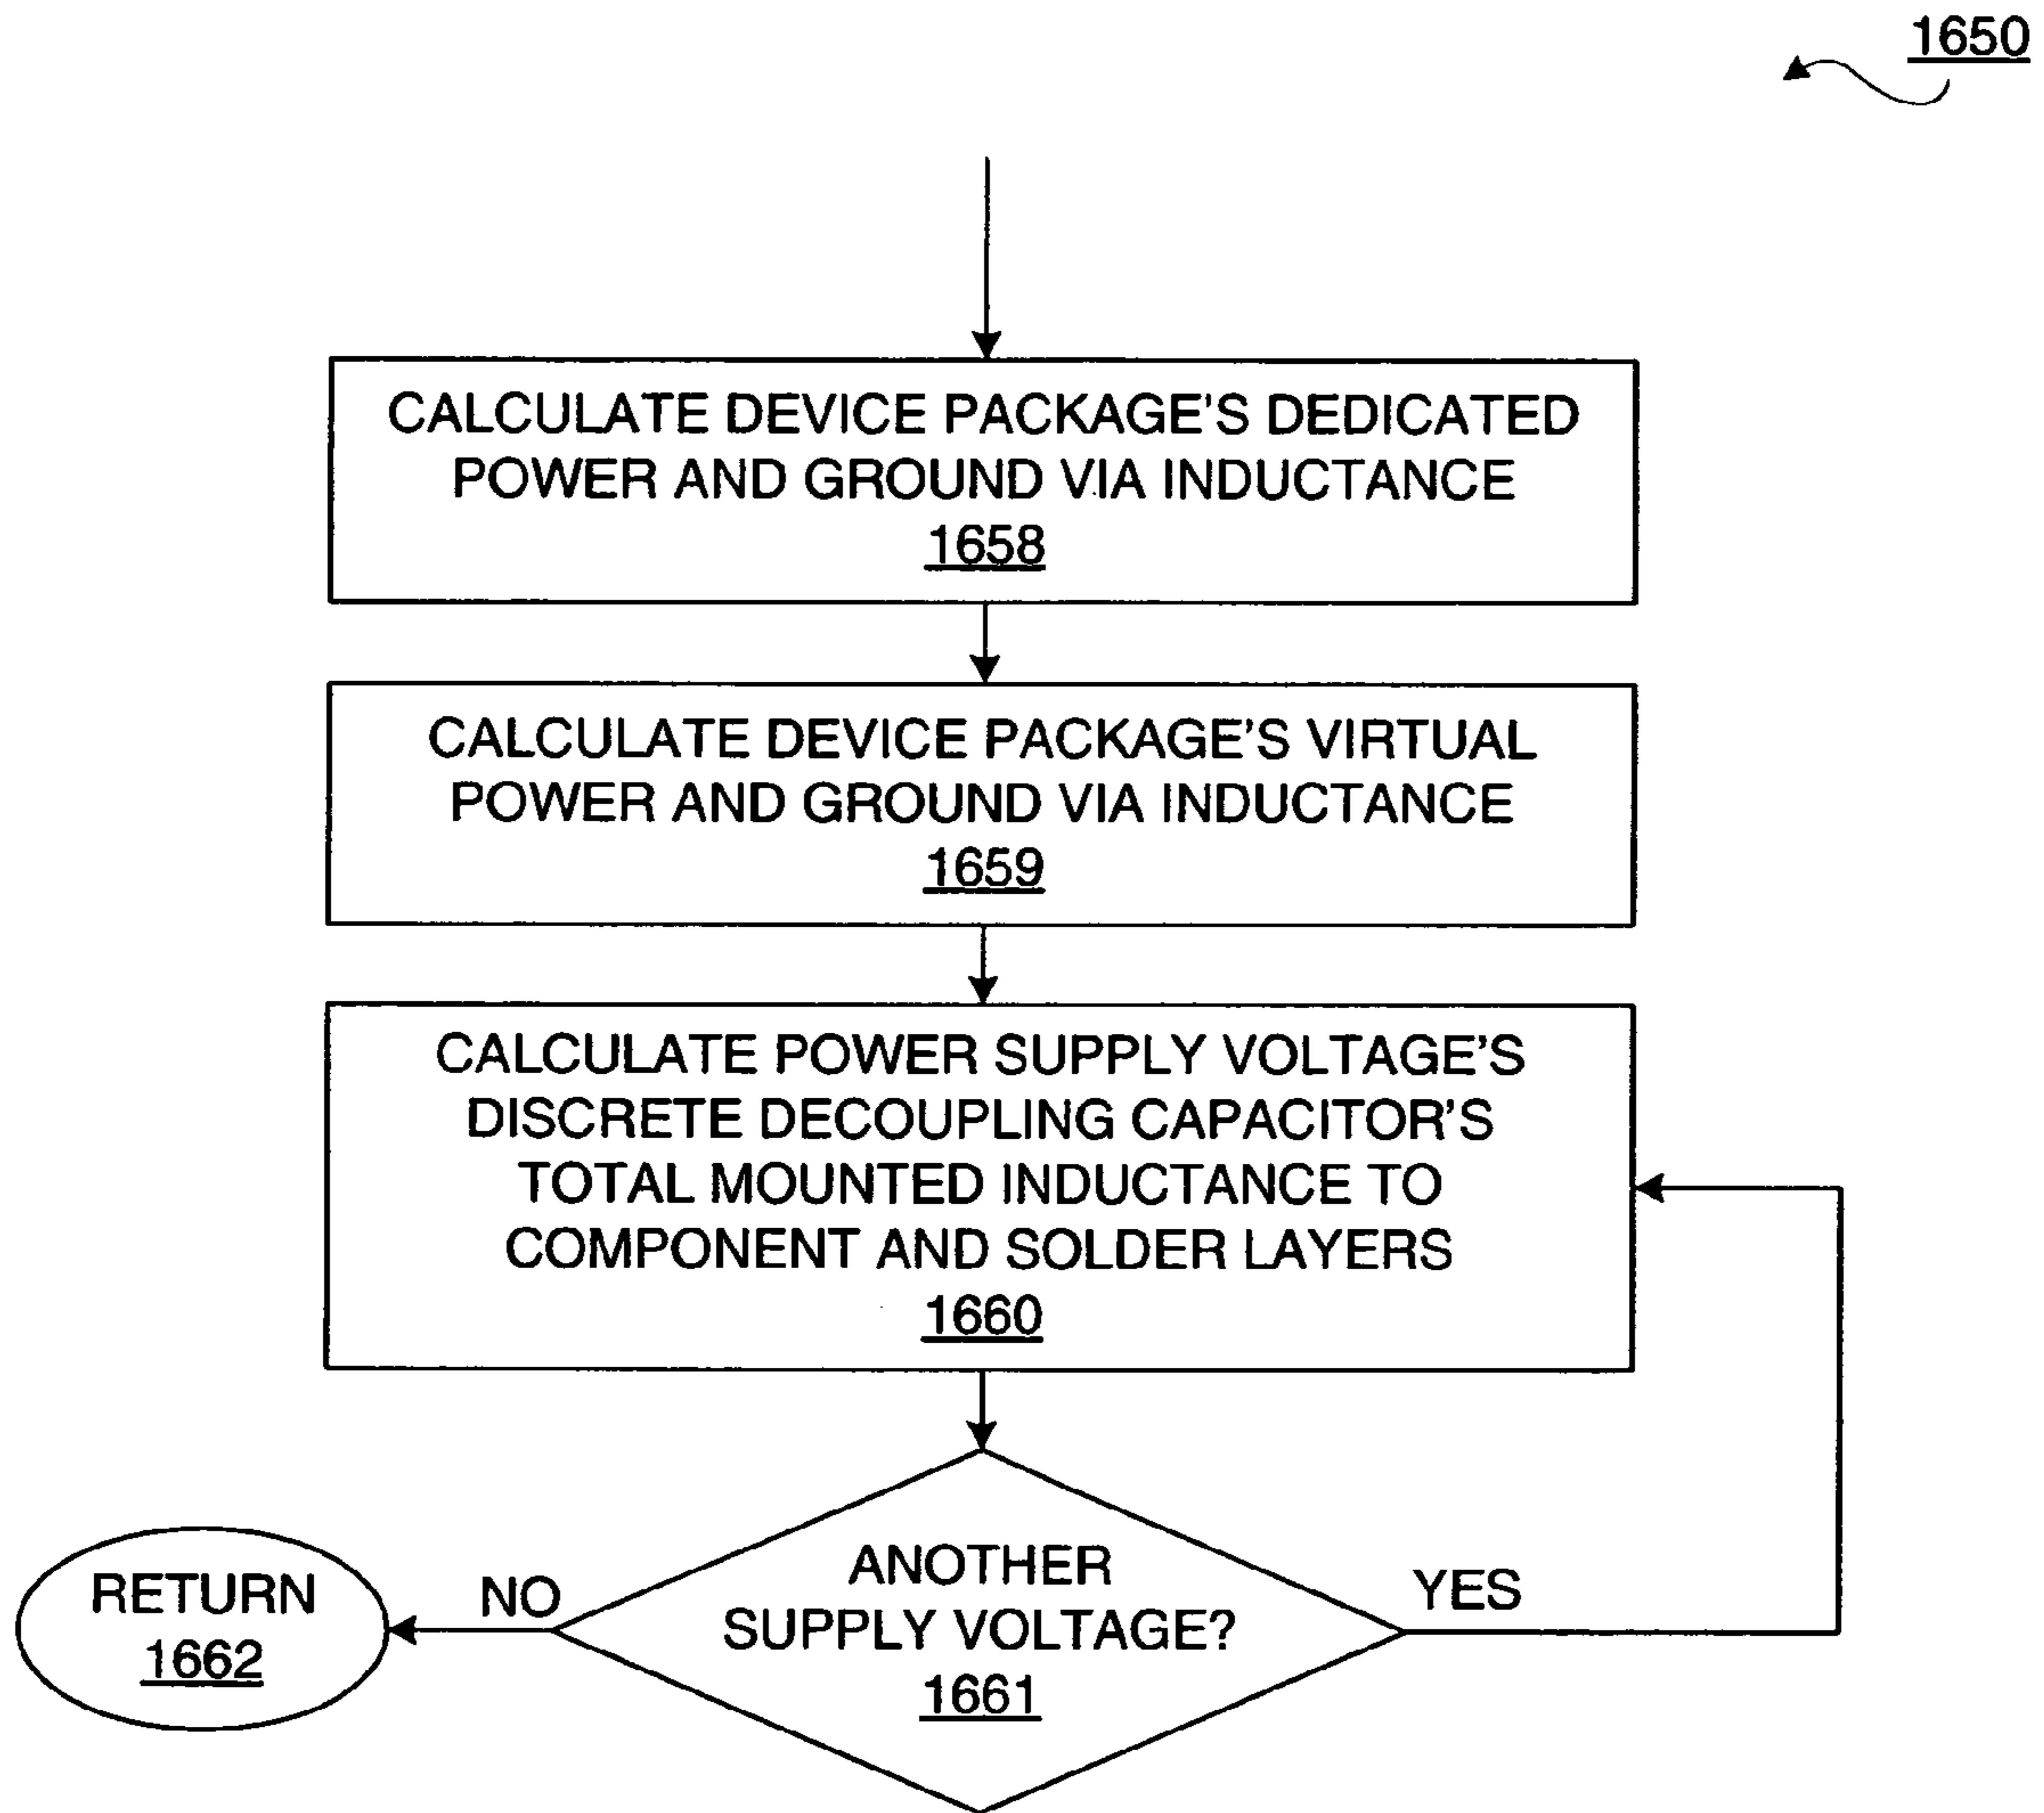 1650
CALCULATE DEVICE PACKAGE'S DEDICATED
POWER AND GROUND VIA INDUCTANCE
1658
CALCULATE DEVICE PACKAGE'S VIRTUAL
POWER AND GROUND VIA INDUCTANCE
1659
CALCULATE POWER SUPPLY VOLTAGE'S
DISCRETE DECOUPLING CAPACITOR'S
TOTAL MOUNTED INDUCTANCE TO
COMPONENT AND SOLDER LAYERS
1660
ANOTHER
SUPPLY VOLTAGE?
1661
YES
NO
RETURN
1662